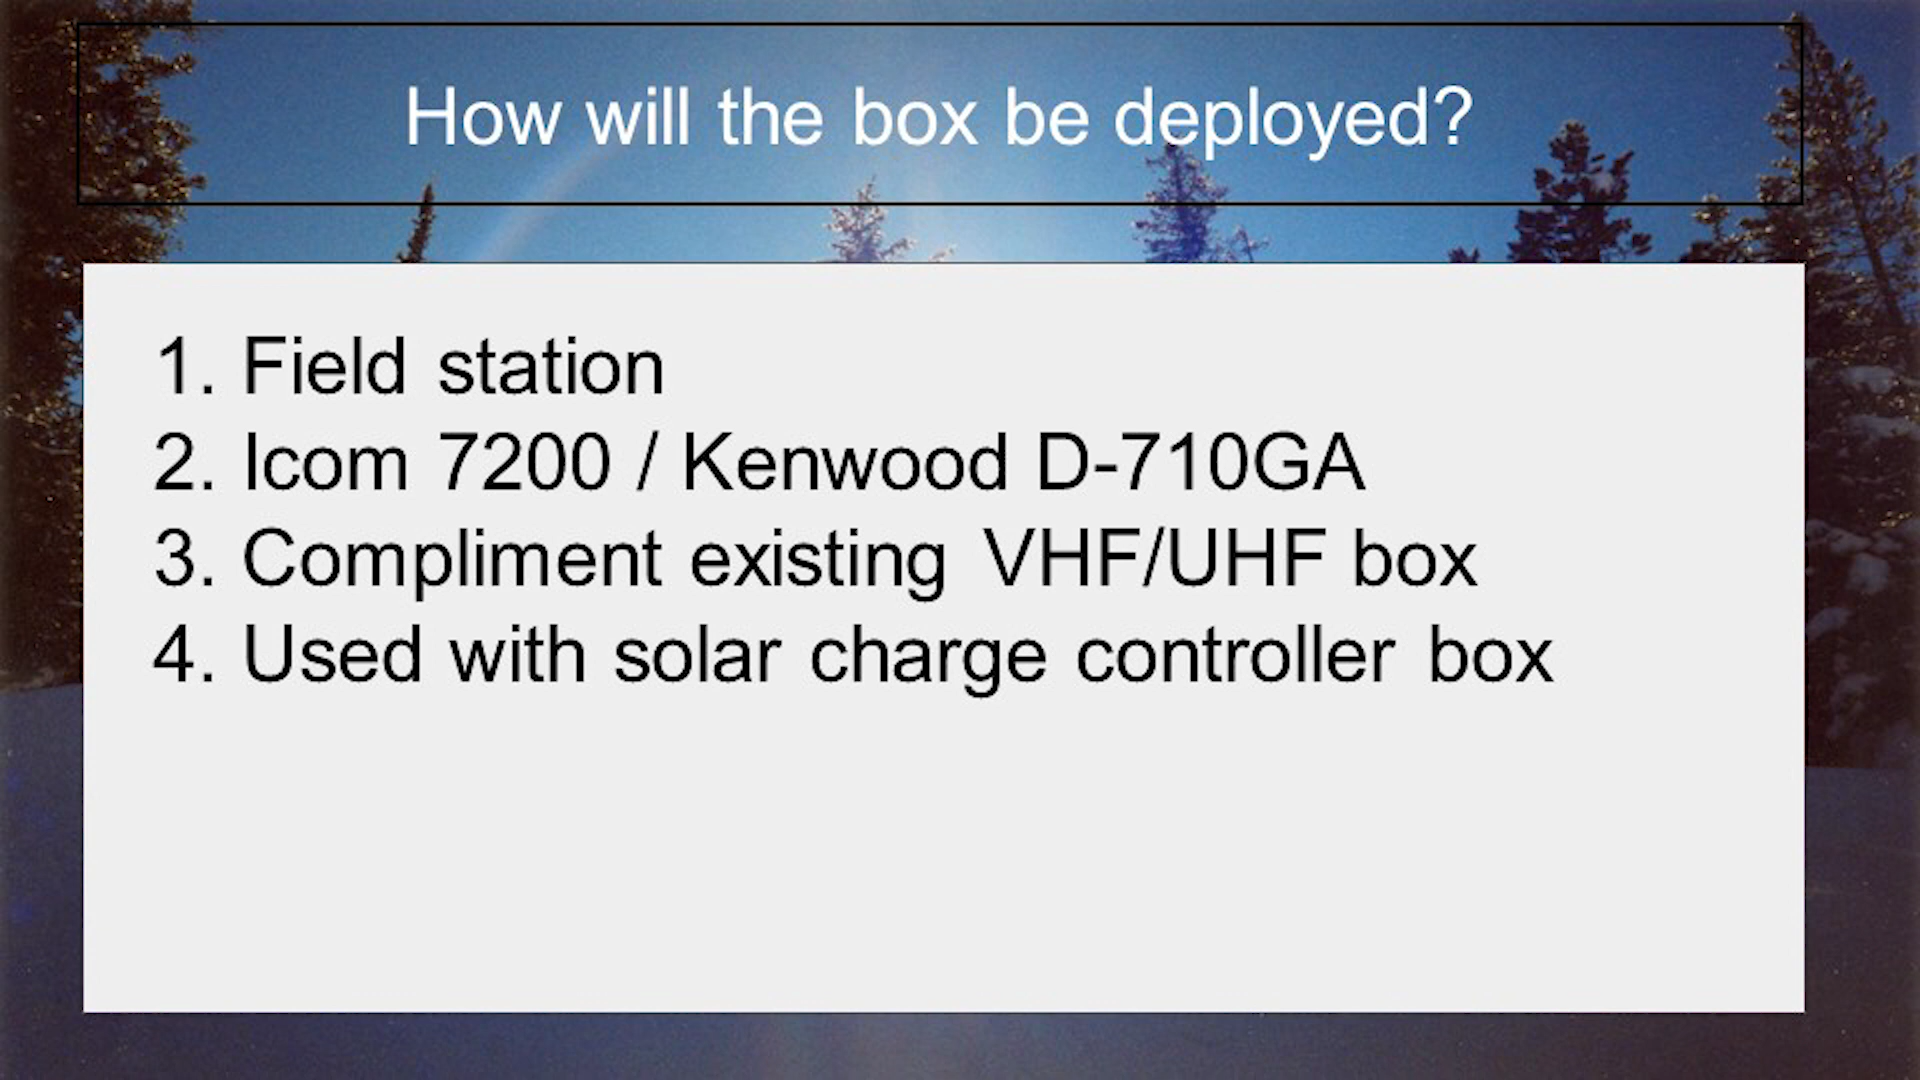 How will the box be deployed?
1. Field station
2. Icom 7200 / Kenwood D-710GA
3. Compliment existing VHF/UHF box
4. Used with solar charge controller box